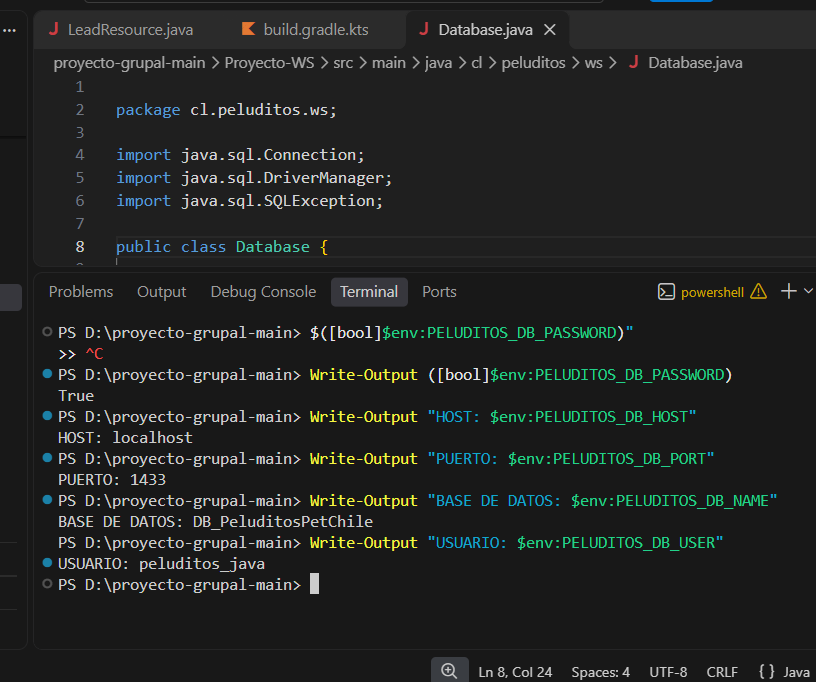 LeadResource.java build.gradle.kts Database.java
proyecto-grupal-main > Proyecto-WS > src > main > java > cl > peluditos > ws > Database.java
1
2 package cl.peluditos.ws;
3
4 import java.sql.Connection;
5 import java.sql.DriverManager;
6 import java.sql.SQLException;
7
8 public class Database {
Problems Output Debug Console Terminal Ports powershell
PS D:\proyecto-grupal-main> $([bool]$env:PELUDITOS_DB_PASSWORD)"
>> ^C
PS D:\proyecto-grupal-main> Write-Output ([bool]$env:PELUDITOS_DB_PASSWORD)
True
PS D:\proyecto-grupal-main> Write-Output "HOST: $env:PELUDITOS_DB_HOST"
HOST: localhost
PS D:\proyecto-grupal-main> Write-Output "PUERTO: $env:PELUDITOS_DB_PORT"
PUERTO: 1433
PS D:\proyecto-grupal-main> Write-Output "BASE DE DATOS: $env:PELUDITOS_DB_NAME"
BASE DE DATOS: DB_PeluditosPetChile
PS D:\proyecto-grupal-main> Write-Output "USUARIO: $env:PELUDITOS_DB_USER"
USUARIO: peluditos_java
PS D:\proyecto-grupal-main>
Ln 8, Col 24 Spaces: 4 UTF-8 CRLF {} Java